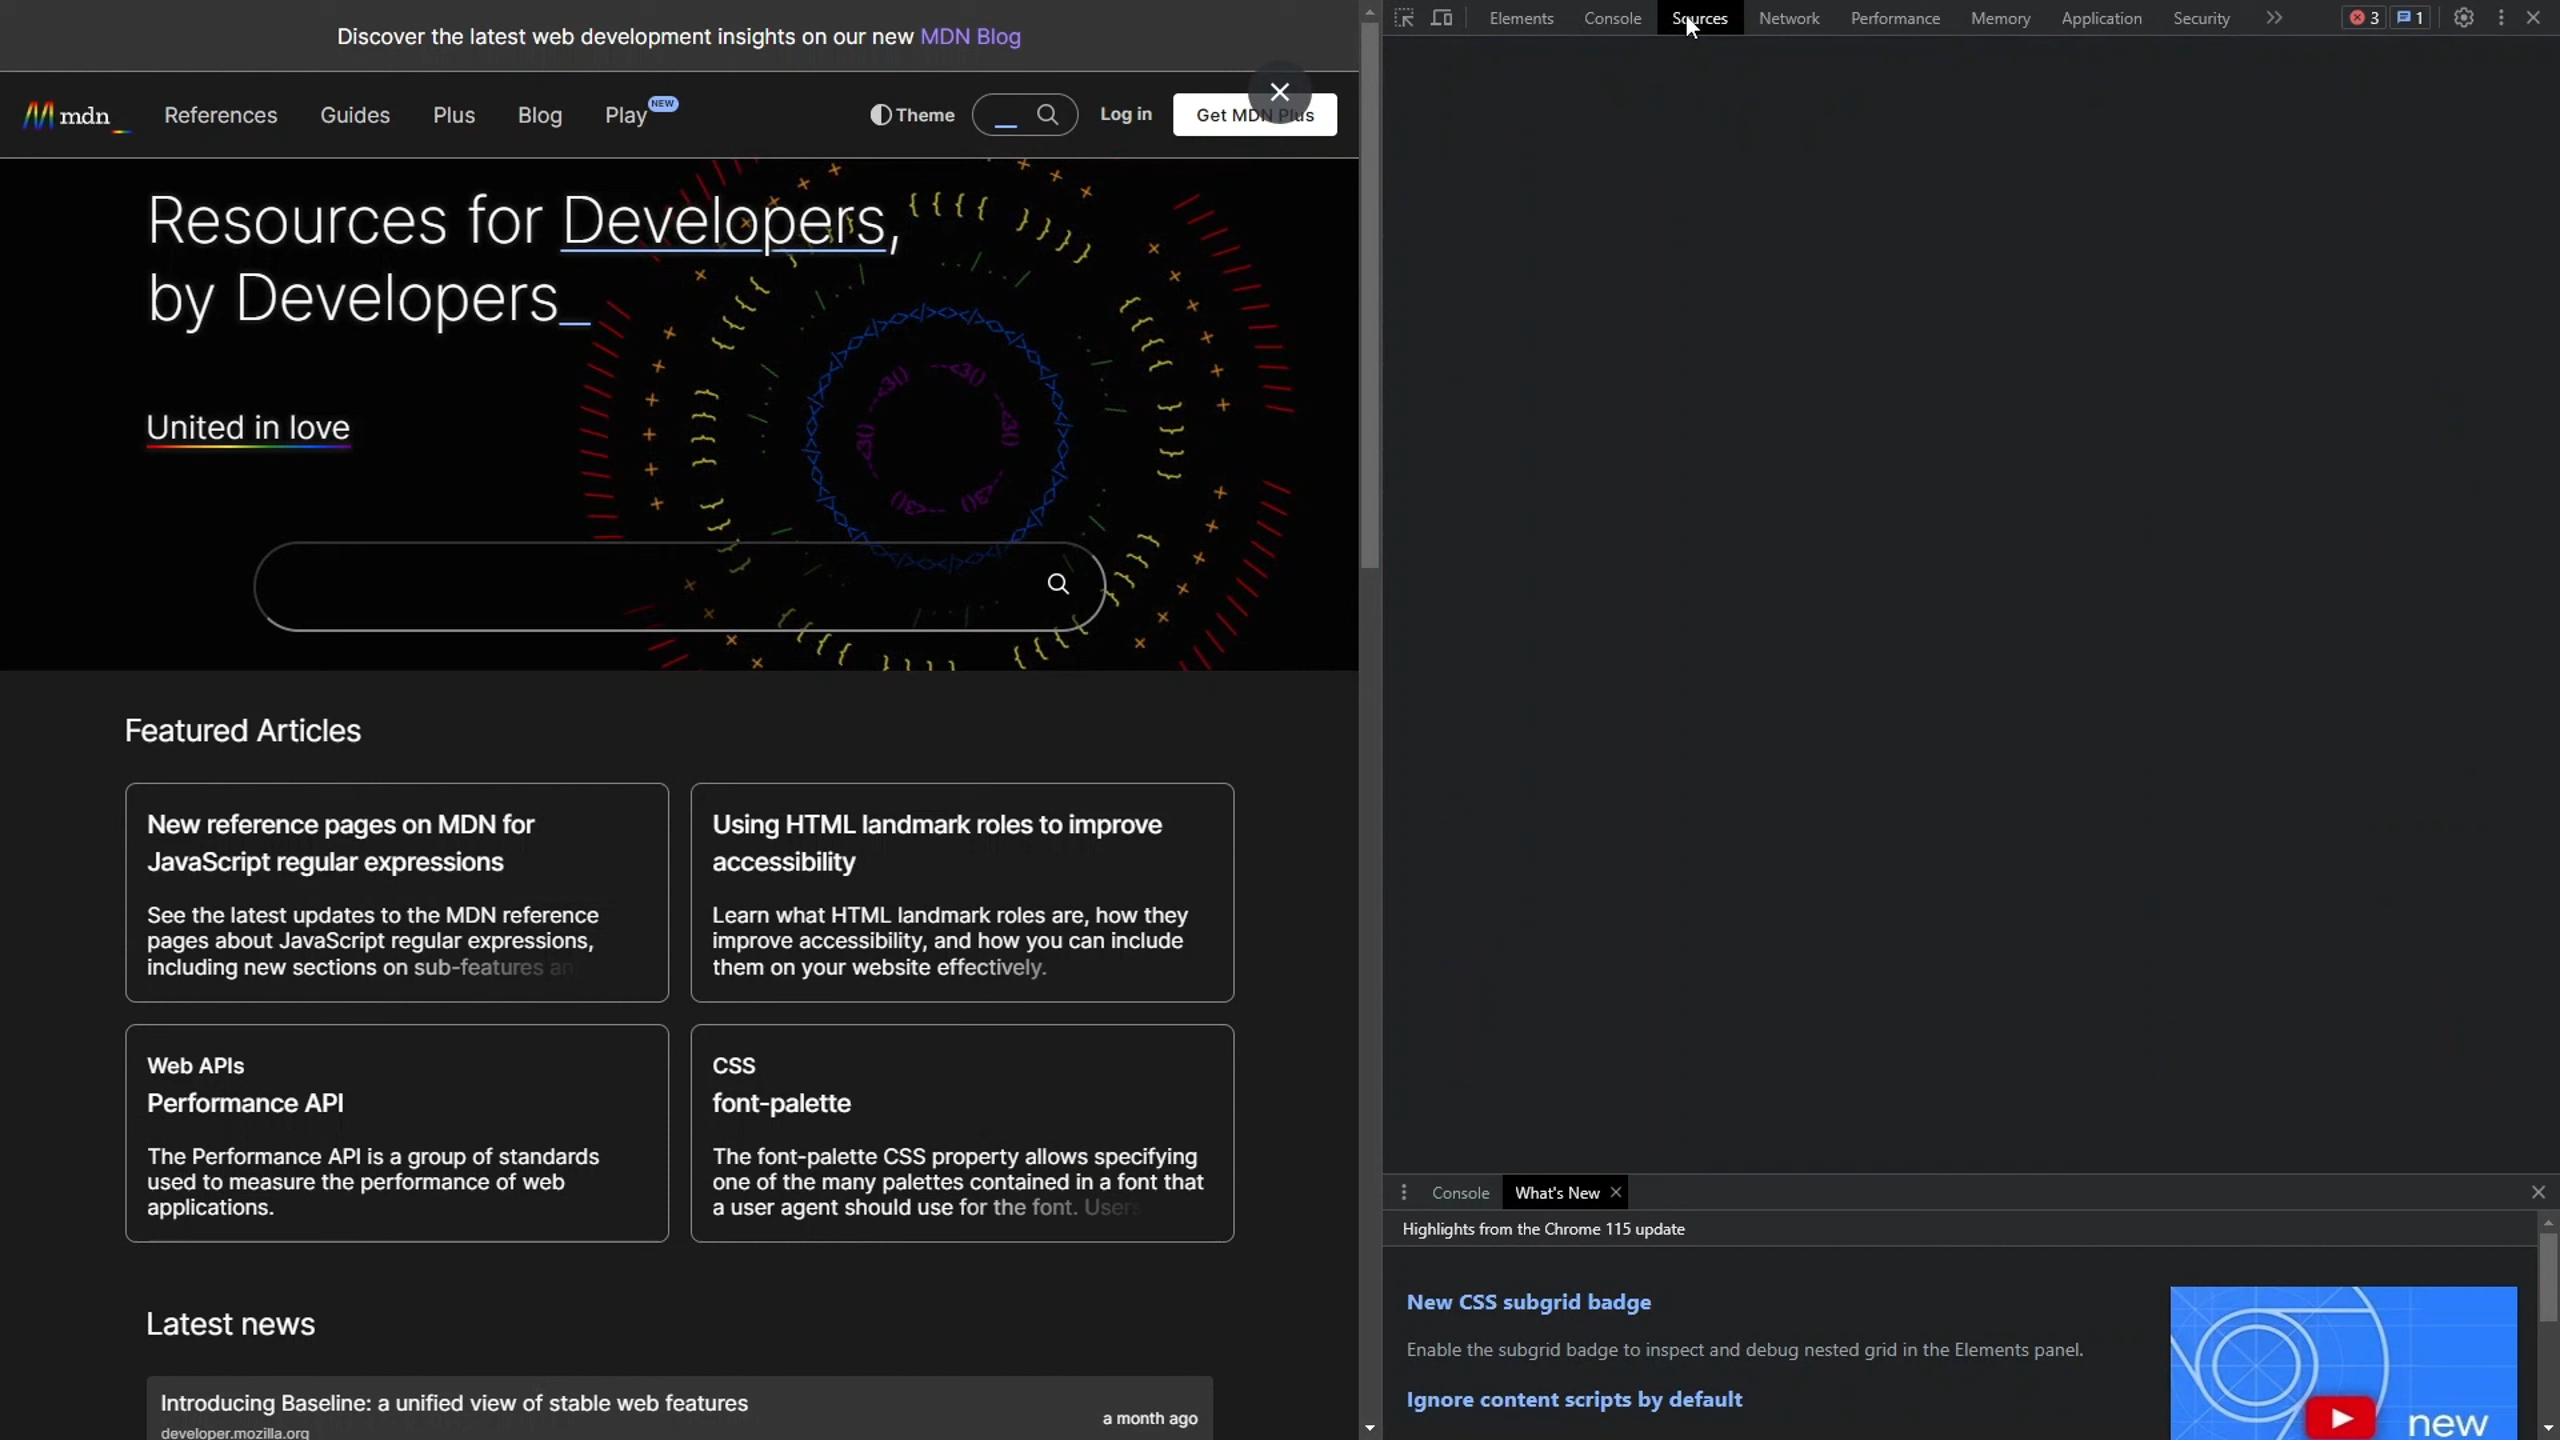 Discover the latest web development insights on our new MDN Blog
mdn_ References Guides Plus Blog Play NEW Theme Log in Get MDN Plus
Resources for Developers,
by Developers_
United in love
Featured Articles
New reference pages on MDN for
JavaScript regular expressions
See the latest updates to the MDN reference
pages about JavaScript regular expressions,
including new sections on sub-features an
Using HTML landmark roles to improve
accessibility
Learn what HTML landmark roles are, how they
improve accessibility, and how you can include
them on your website effectively.
Web APIs
Performance API
The Performance API is a group of standards
used to measure the performance of web
applications.
CSS
font-palette
The font-palette CSS property allows specifying
one of the many palettes contained in a font that
a user agent should use for the font. Users
Latest news
Introducing Baseline: a unified view of stable web features
developer.mozilla.org
a month ago
Elements Console Sources Network Performance Memory Application Security 3 1
Console What's New
Highlights from the Chrome 115 update
New CSS subgrid badge
Enable the subgrid badge to inspect and debug nested grid in the Elements panel.
Ignore content scripts by default
new